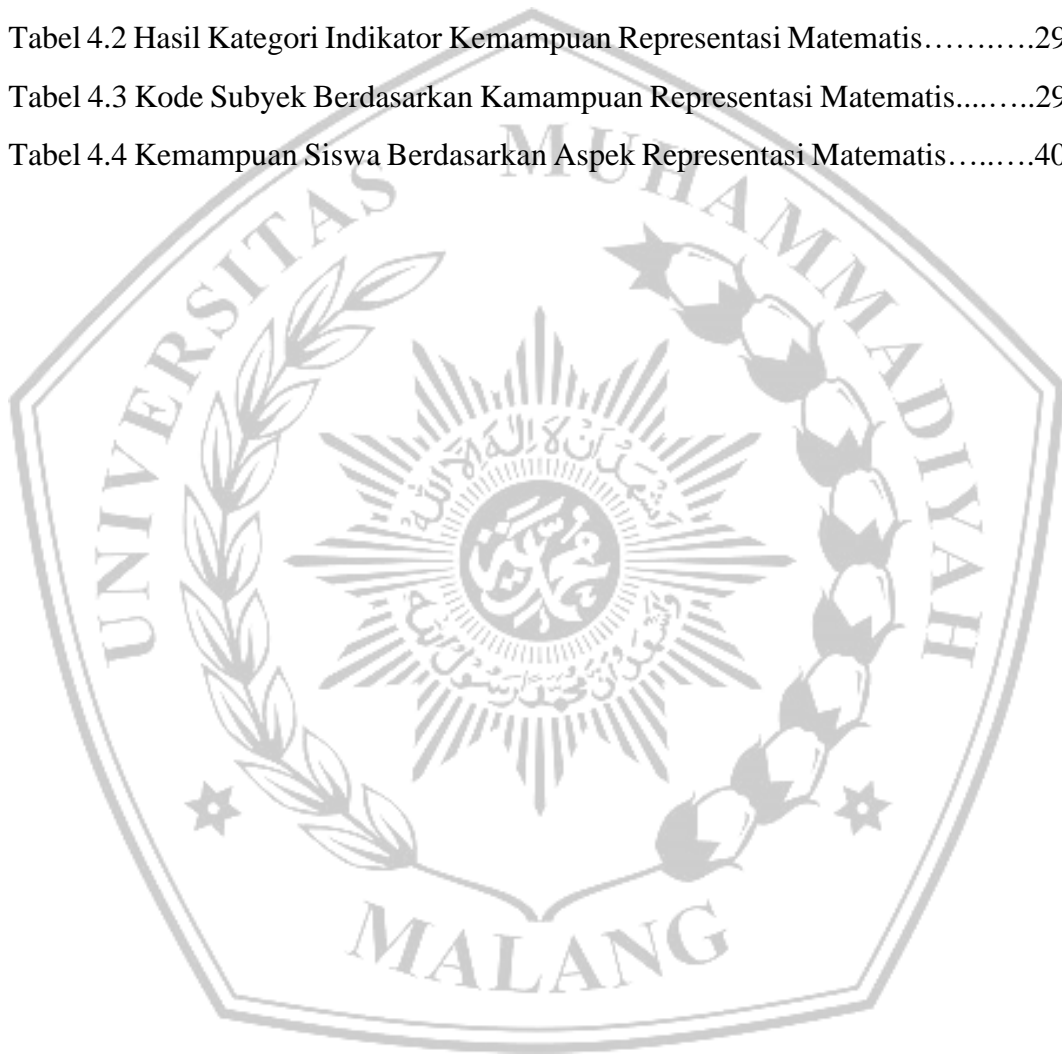 Tabel 4.2 Hasil Kategori Indikator Kemampuan Representasi Matematis…….….29
Tabel 4.3 Kode Subyek Berdasarkan Kamampuan Representasi Matematis....…..29
Tabel 4.4 Kemampuan Siswa Berdasarkan Aspek Representasi Matematis…..….40
UNIVERSITAS MUHAMMADIYAH
MALANG